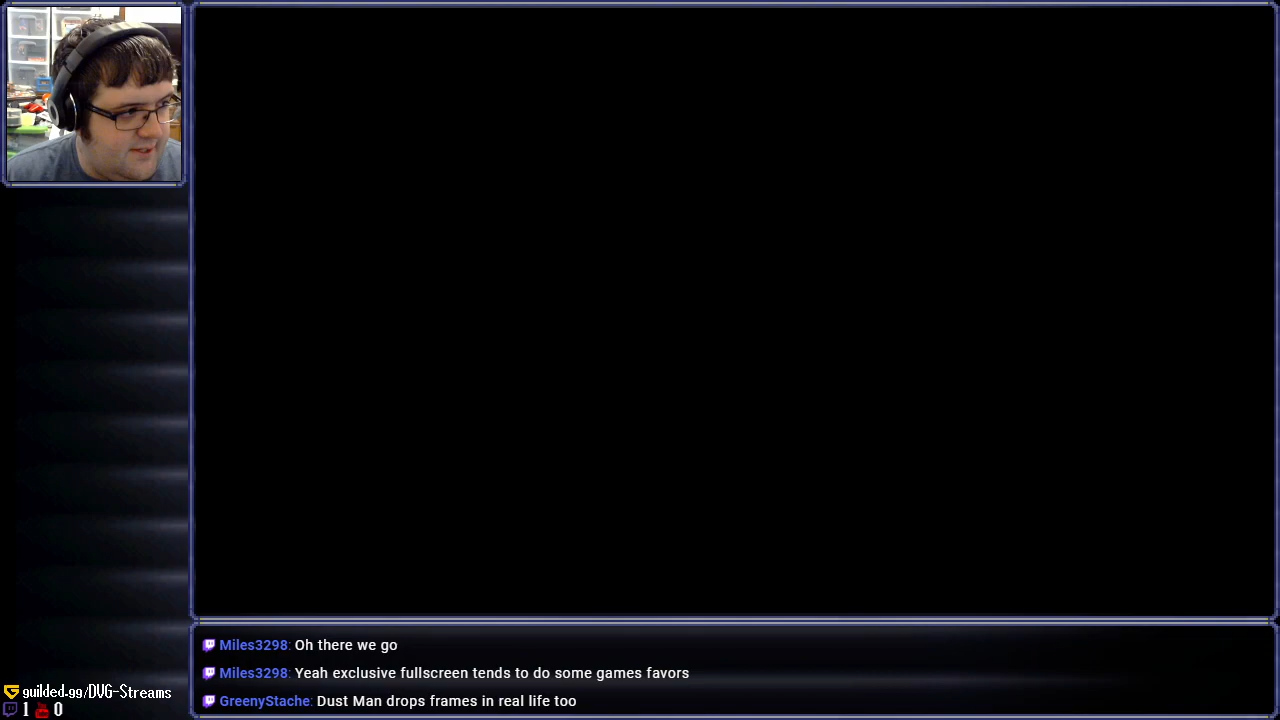 Miles3298: Oh there we go
Miles3298: Yeah exclusive fullscreen tends to do some games favors
GreenyStache: Dust Man drops frames in real life too
guilded.gg/DVG-Streams
1 0